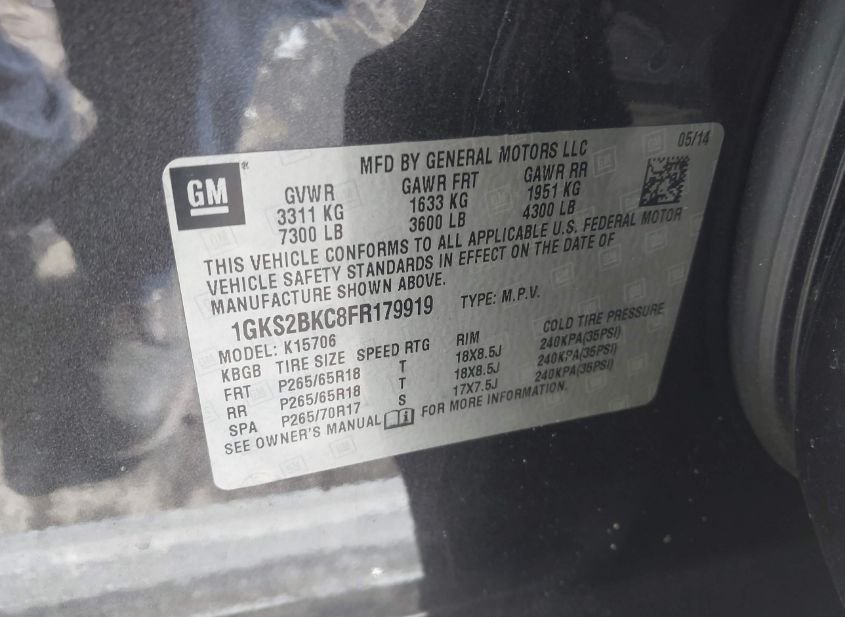 05/14
GM ®
MFD BY GENERAL MOTORS LLC
GVWR GAWR FRT GAWR RR
3311 KG 1633 KG 1951 KG
7300 LB 3600 LB 4300 LB
THIS VEHICLE CONFORMS TO ALL APPLICABLE U.S. FEDERAL MOTOR
VEHICLE SAFETY STANDARDS IN EFFECT ON THE DATE OF
MANUFACTURE SHOWN ABOVE.
1GKS2BKC8FR179919 TYPE: M.P.V.
MODEL: K15706
KBGB TIRE SIZE SPEED RTG RIM COLD TIRE PRESSURE
FRT P265/65R18 T 18X8.5J 240KPA(35PSI)
RR P265/65R18 T 18X8.5J 240KPA(35PSI)
SPA P265/70R17 S 17X7.5J 240KPA(35PSI)
SEE OWNER'S MANUAL i FOR MORE INFORMATION.